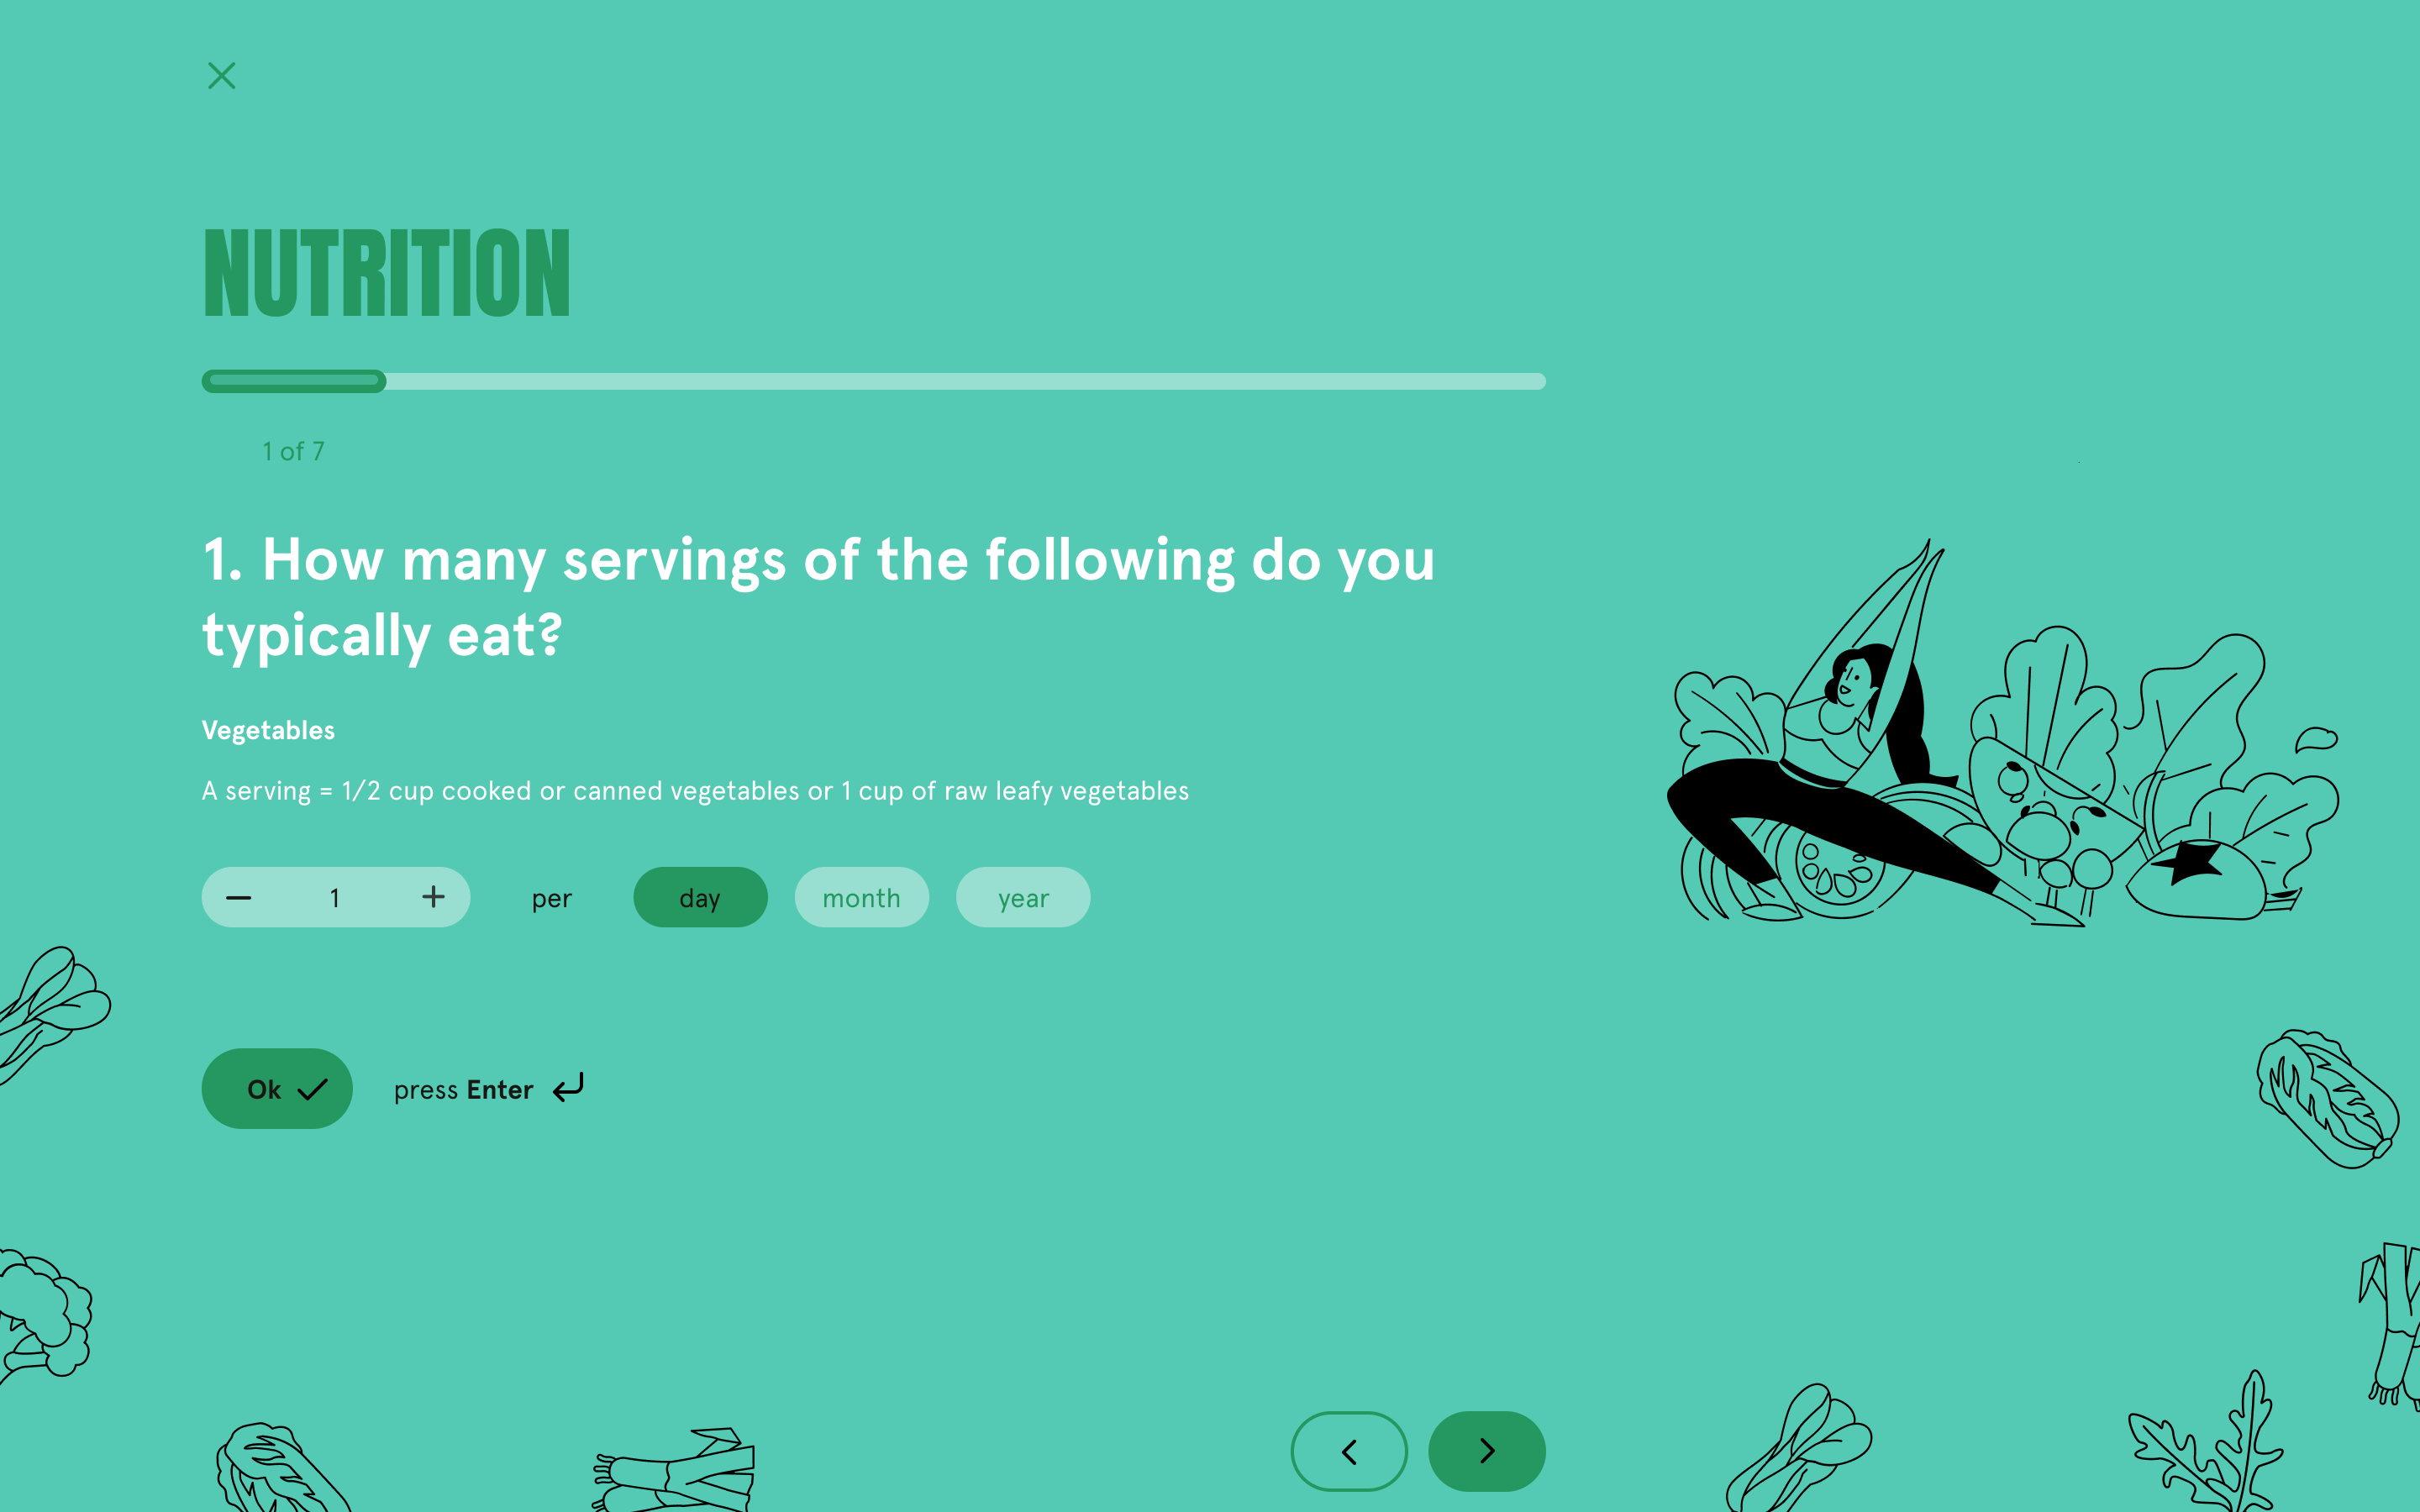 NUTRITION
1 of 7
1. How many servings of the following do you
typically eat?
Vegetables
A serving = 1/2 cup cooked or canned vegetables or 1 cup of raw leafy vegetables
1 per day month year
Ok press Enter